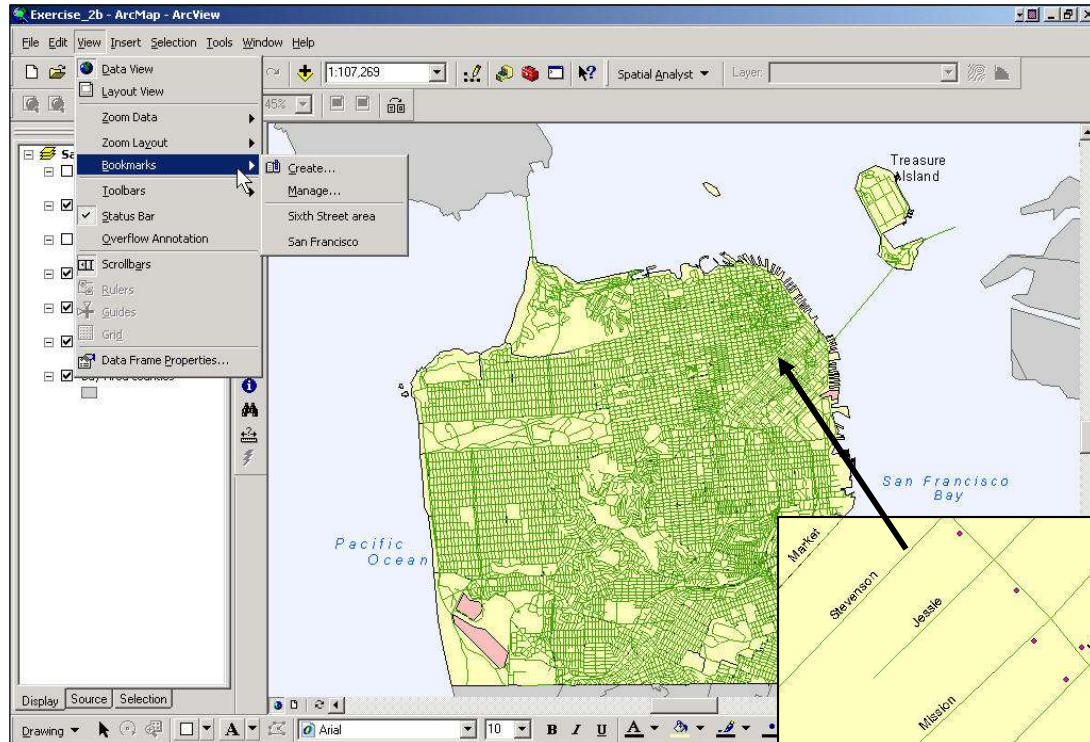 Exercise_2b - ArcMap - ArcView
File Edit View Insert Selection Tools Window Help
1:107,269
Spatial Analyst
Layer:
45%
Data View
Layout View
Zoom Data
Zoom Layout
Bookmarks
Toolbars
Status Bar
Overflow Annotation
Scrollbars
Rulers
Guides
Grid
Data Frame Properties...
Create...
Manage...
Sixth Street area
San Francisco
Sa
Treasure
Island
San Francisco
Bay
Pacific
Ocean
Market
Stevenson
Jessie
Mission
Display Source Selection
Drawing A Arial 10 B I U A